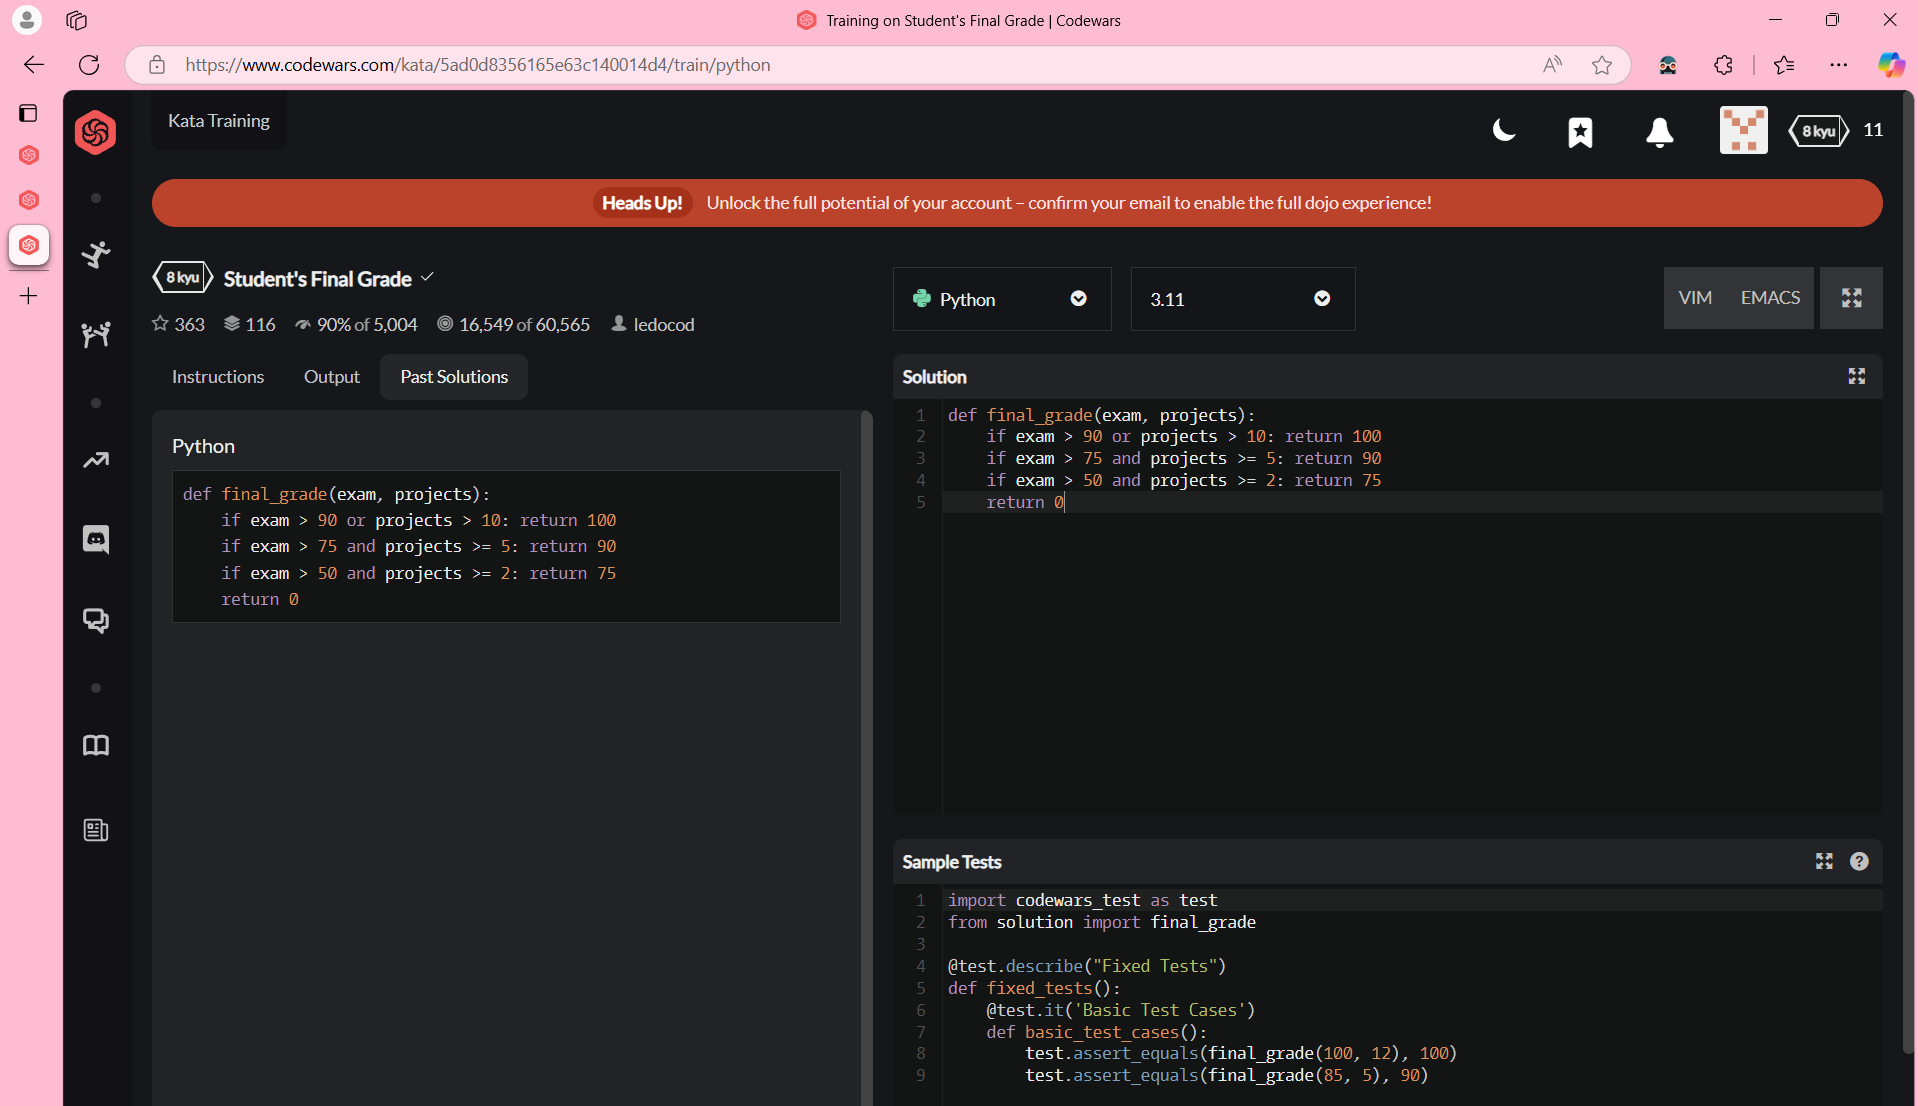 Training on Student's Final Grade | Codewars
https://www.codewars.com/kata/5ad0d8356165e63c140014d4/train/python
Kata Training
8 kyu 11
Heads Up! Unlock the full potential of your account – confirm your email to enable the full dojo experience!
8 kyu Student's Final Grade
363 116 90% of 5,004 16,549 of 60,565 ledocod
Python 3.11 VIM EMACS
Instructions Output Past Solutions
Python
def final_grade(exam, projects):
    if exam > 90 or projects > 10: return 100
    if exam > 75 and projects >= 5: return 90
    if exam > 50 and projects >= 2: return 75
    return 0
Solution
1 def final_grade(exam, projects):
2     if exam > 90 or projects > 10: return 100
3     if exam > 75 and projects >= 5: return 90
4     if exam > 50 and projects >= 2: return 75
5     return 0
Sample Tests
1 import codewars_test as test
2 from solution import final_grade
3
4 @test.describe("Fixed Tests")
5 def fixed_tests():
6     @test.it('Basic Test Cases')
7     def basic_test_cases():
8         test.assert_equals(final_grade(100, 12), 100)
9         test.assert_equals(final_grade(85, 5), 90)